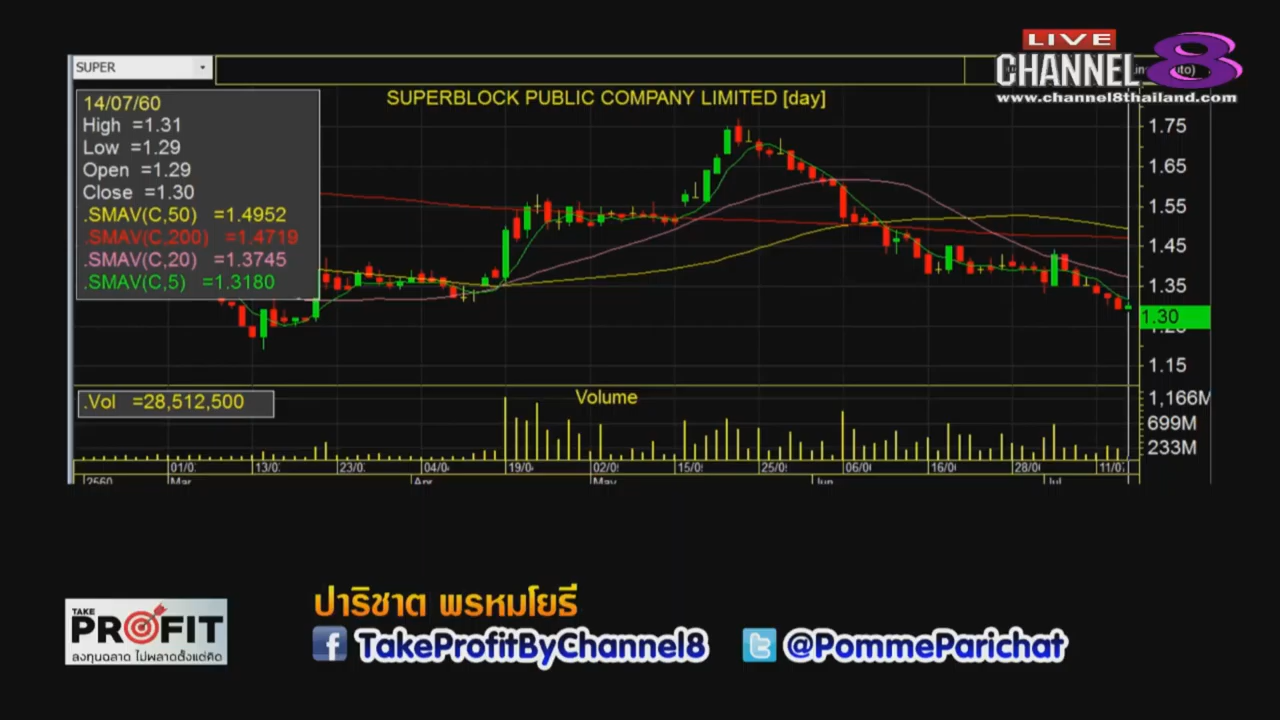 LIVE
CHANNEL 8
www.channel8thailand.com
SUPER
SUPERBLOCK PUBLIC COMPANY LIMITED [day]
14/07/60
High =1.31
Low =1.29
Open =1.29
Close =1.30
.SMAV(C,50) =1.4952
.SMAV(C,200) =1.4719
.SMAV(C,20) =1.3745
.SMAV(C,5) =1.3180
1.75
1.65
1.55
1.45
1.35
1.30
1.15
.Vol =28,512,500
Volume
1,166M
699M
233M
01/0 13/0 23/0 04/0 19/0 02/0 15/0 25/0 06/0 16/0 28/0 11/0
2560 Mar Apr May Jun Jul
TAKE
PROFIT
ลงทุนฉลาด ไม่พลาดตั้งแต่คิด
ปาริชาต พรหมโยธี
TakeProfitByChannel8 @PommeParichat